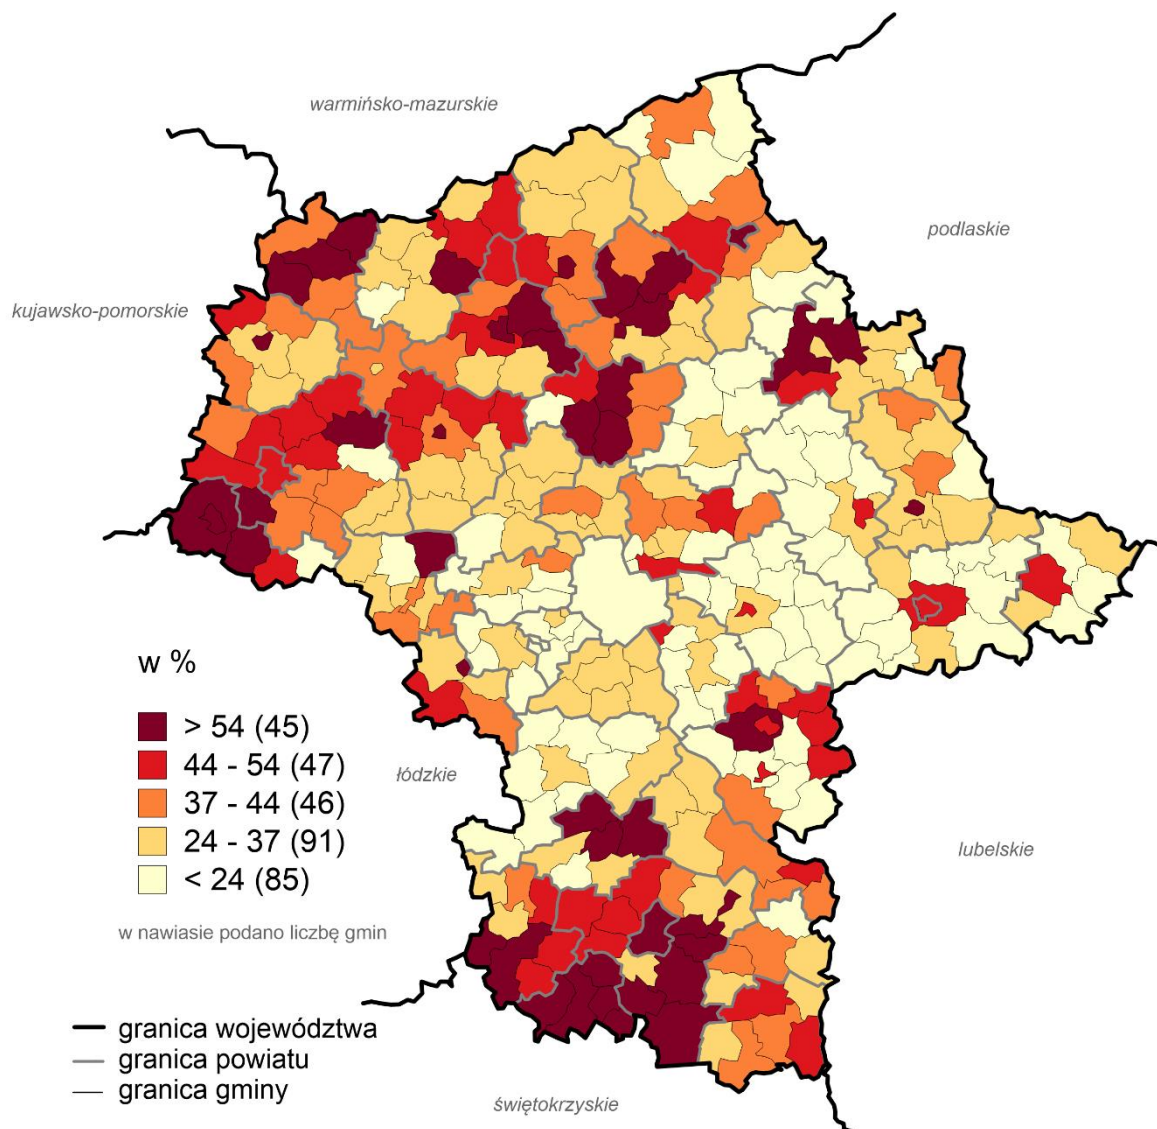 warmińsko-mazurskie
podlaskie
kujawsko-pomorskie
w %
> 54 (45)
44 - 54 (47)
37 - 44 (46)
24 - 37 (91)
< 24 (85)
łódzkie
lubelskie
w nawiasie podano liczbę gmin
granica województwa
granica powiatu
granica gminy
świętokrzyskie